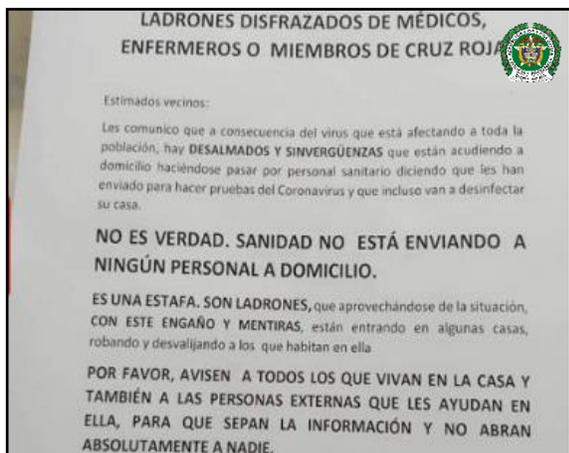 LADRONES DISFRAZADOS DE MÉDICOS,
ENFERMEROS O MIEMBROS DE CRUZ ROJA
Estimados vecinos:
Les comunico que a consecuencia del virus que está afectando a toda la
población, hay DESALMADOS Y SINVERGÜENZAS que están acudiendo a
domicilio haciéndose pasar por personal sanitario diciendo que les han
enviado para hacer pruebas del Coronavirus y que incluso van a desinfectar
su casa.
NO ES VERDAD. SANIDAD NO ESTÁ ENVIANDO A
NINGÚN PERSONAL A DOMICILIO.
ES UNA ESTAFA. SON LADRONES, que aprovechándose de la situación,
CON ESTE ENGAÑO Y MENTIRAS, están entrando en algunas casas,
robando y desvalijando a los que habitan en ella
POR FAVOR, AVISEN A TODOS LOS QUE VIVAN EN LA CASA Y
TAMBIÉN A LAS PERSONAS EXTERNAS QUE LES AYUDAN EN
ELLA, PARA QUE SEPAN LA INFORMACIÓN Y NO ABRAN
ABSOLUTAMENTE A NADIE.